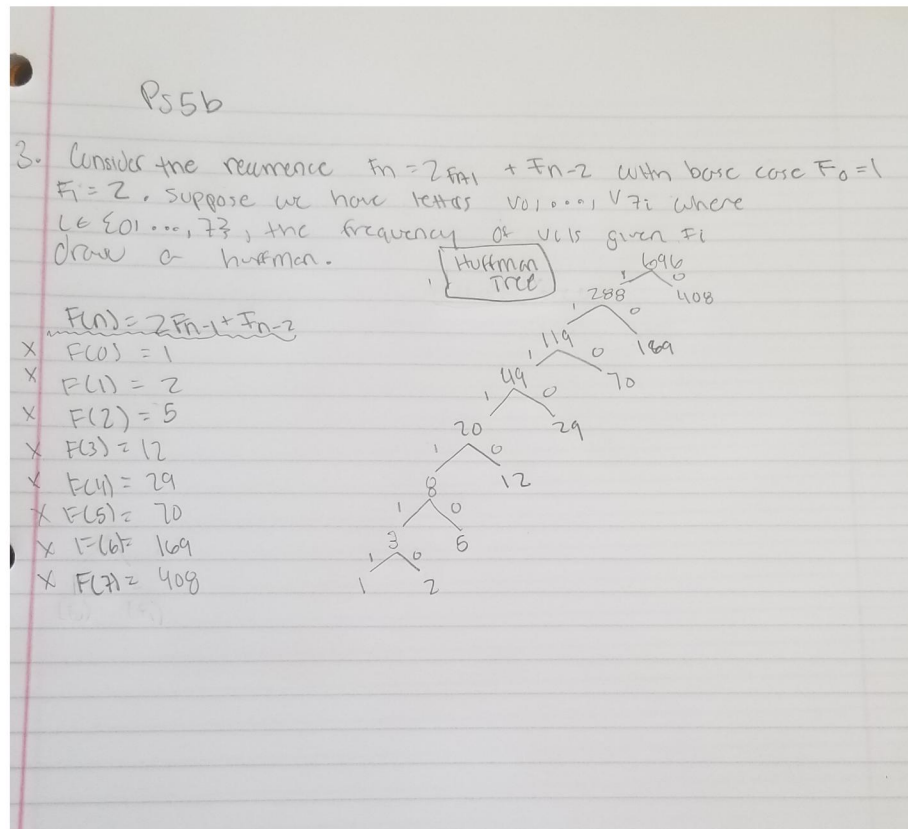 Ps5b
3. Consider the recurrence Fn = 2Fn-1 + Fn-2 with base case F0 = 1
F1 = 2. Suppose we have letters v0, ..., v7; where
i ∈ {0, ..., 7}, the frequency of vi is given Fi
draw a huffman.
Huffman
Tree
F(n) = 2Fn-1 + Fn-2
X F(0) = 1
X F(1) = 2
X F(2) = 5
X F(3) = 12
X F(4) = 29
X F(5) = 70
X F(6) = 169
X F(7) = 408
696
1 0
288 408
1 0
119 169
1 0
49 70
1 0
20 29
1 0
8 12
1 0
3 5
1 0
1 2